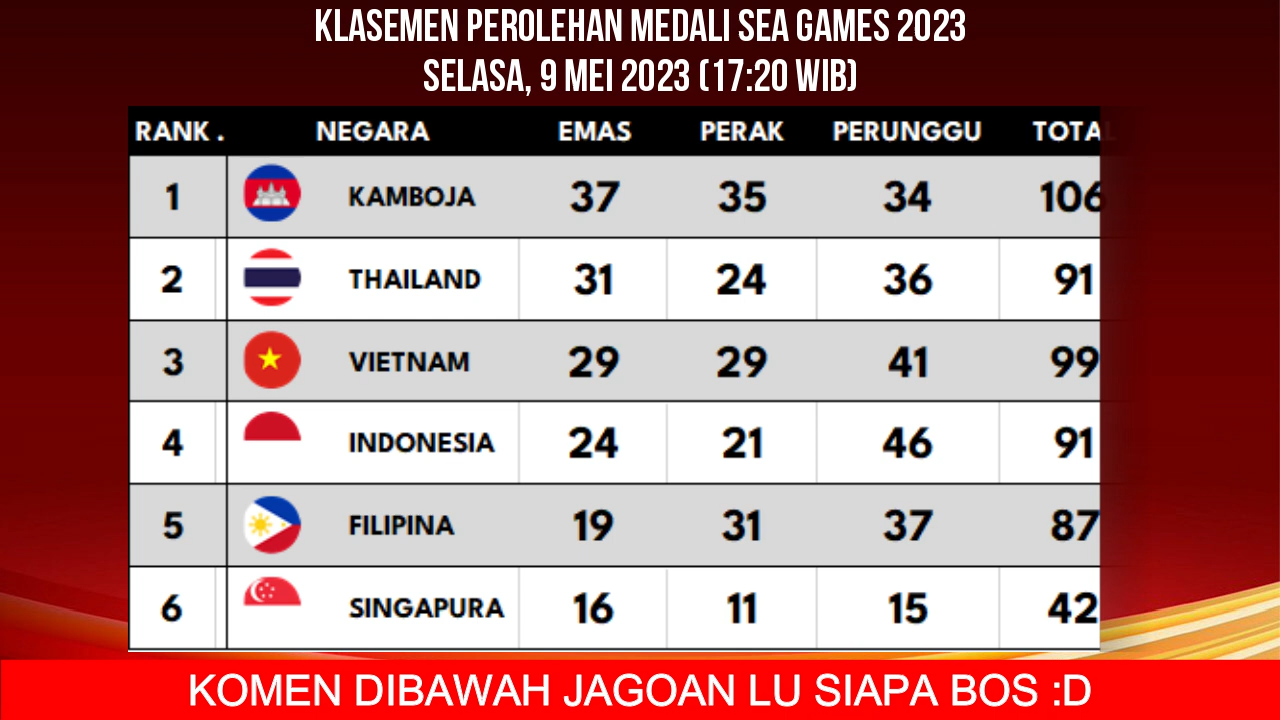 KLASEMEN PEROLEHAN MEDALI SEA GAMES 2023
SELASA, 9 MEI 2023 (17:20 WIB)
RANK . NEGARA EMAS PERAK PERUNGGU TOTAL
1 KAMBOJA 37 35 34 106
2 THAILAND 31 24 36 91
3 VIETNAM 29 29 41 99
4 INDONESIA 24 21 46 91
5 FILIPINA 19 31 37 87
6 SINGAPURA 16 11 15 42
KOMEN DIBAWAH JAGOAN LU SIAPA BOS :D